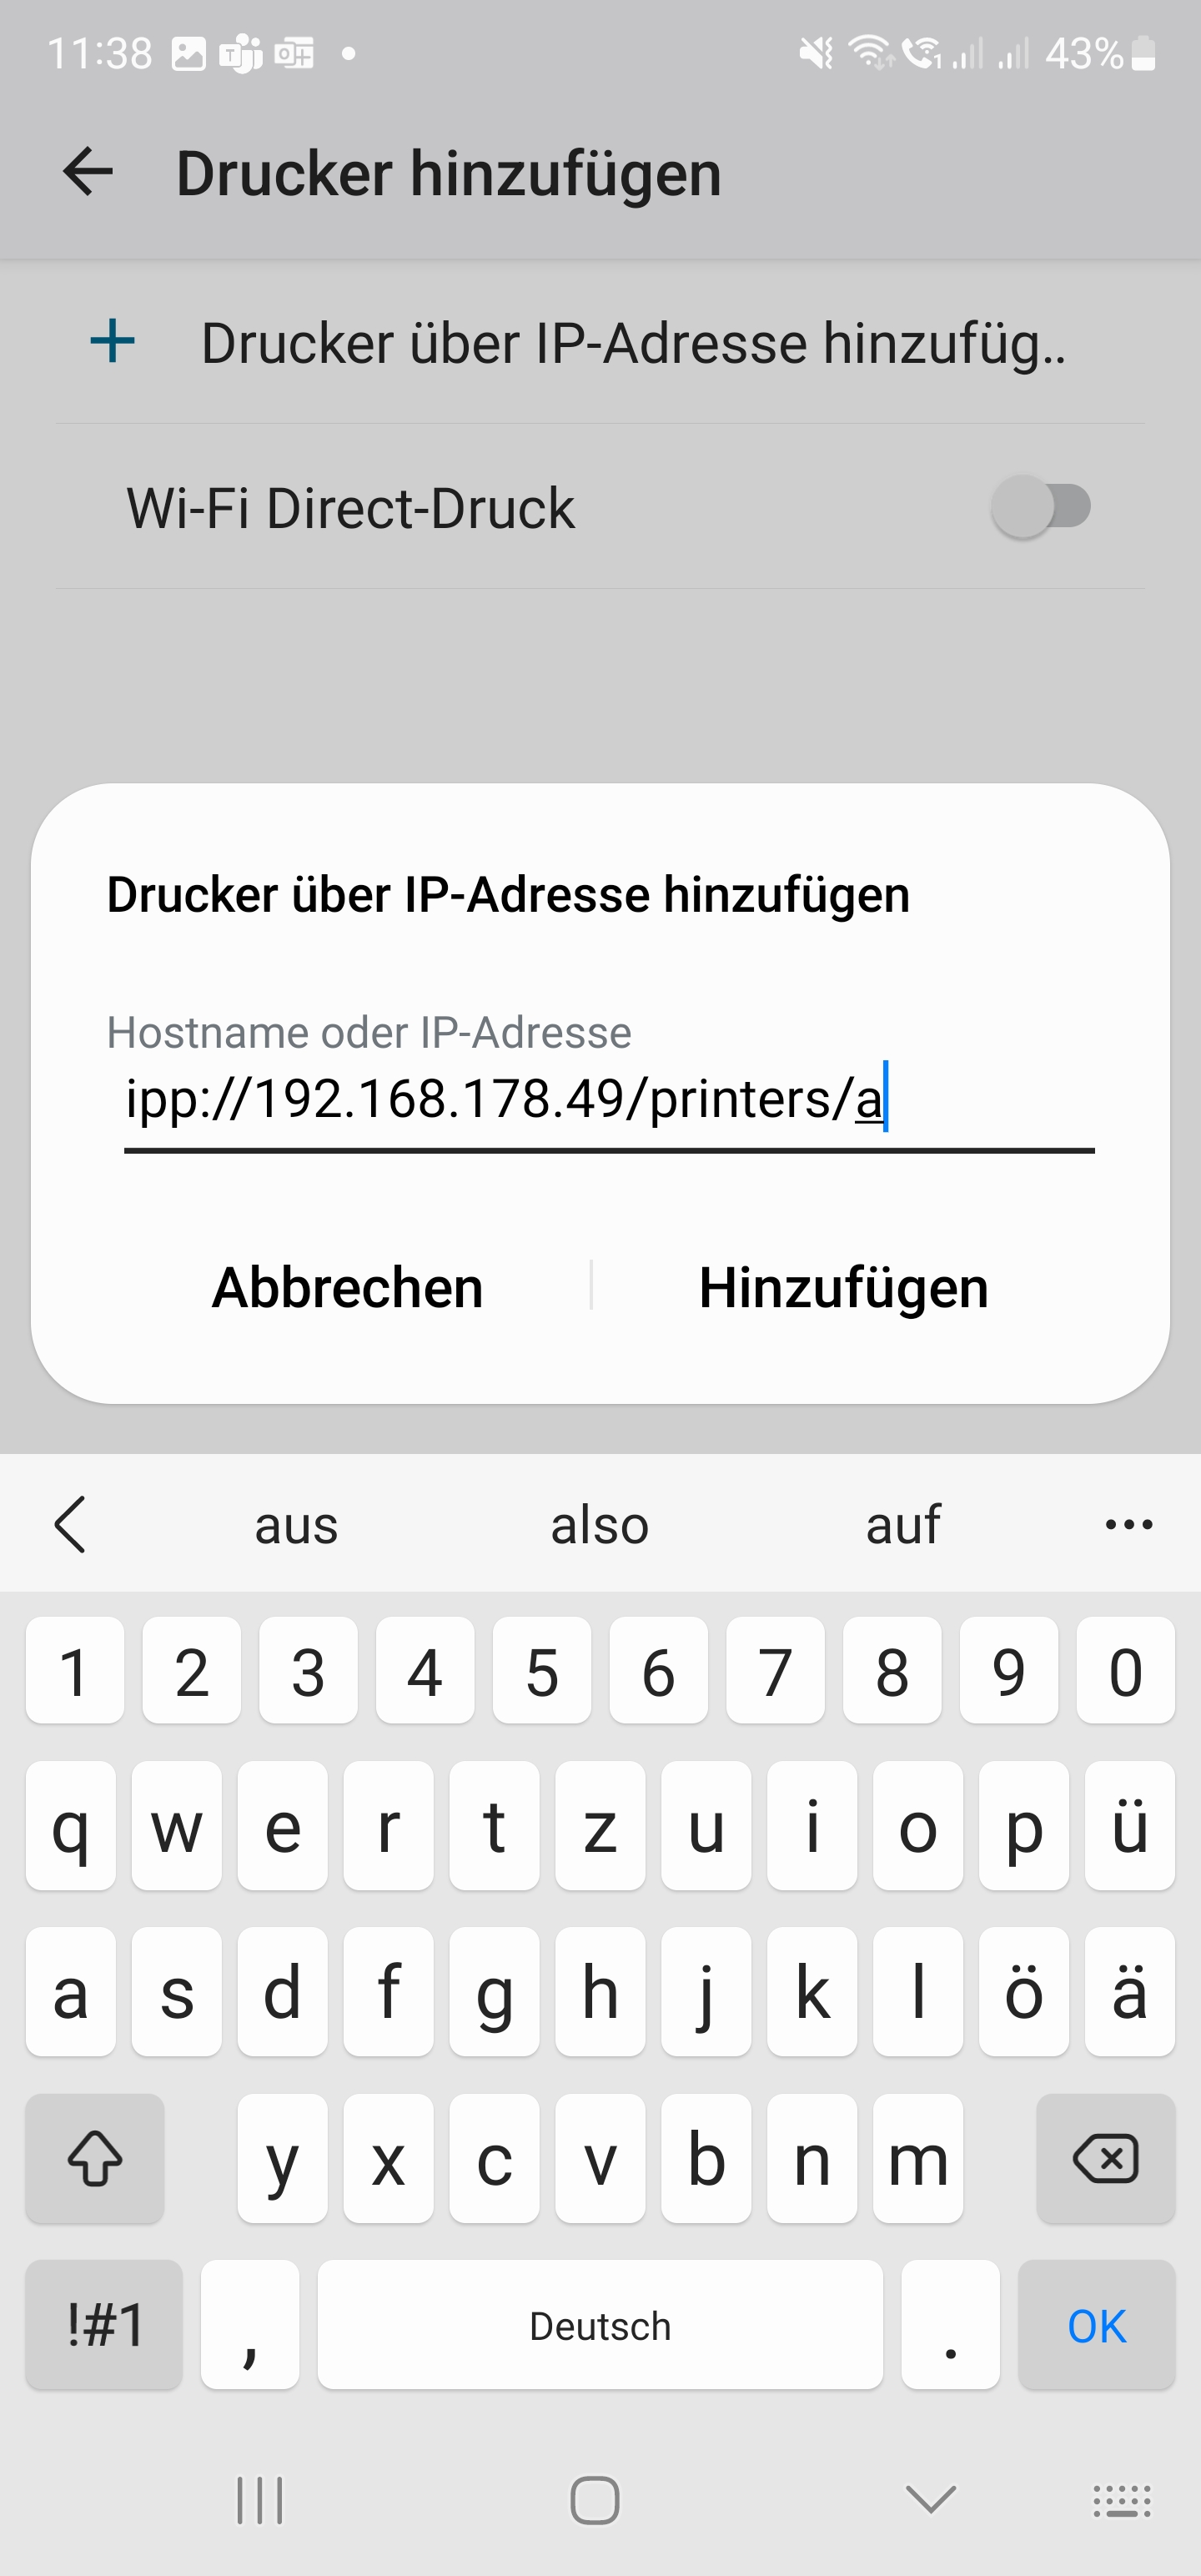 11:38
43%
Drucker hinzufügen
Drucker über IP-Adresse hinzufüg..
Wi-Fi Direct-Druck
Drucker über IP-Adresse hinzufügen
Hostname oder IP-Adresse
ipp://192.168.178.49/printers/a
Abbrechen Hinzufügen
aus also auf
1 2 3 4 5 6 7 8 9 0
q w e r t z u i o p ü
a s d f g h j k l ö ä
y x c v b n m
!#1 , Deutsch . OK